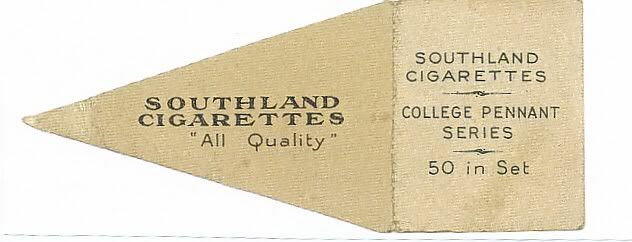 SOUTHLAND
CIGARETTES
"All Quality"
SOUTHLAND
CIGARETTES
COLLEGE PENNANT
SERIES
50 in Set